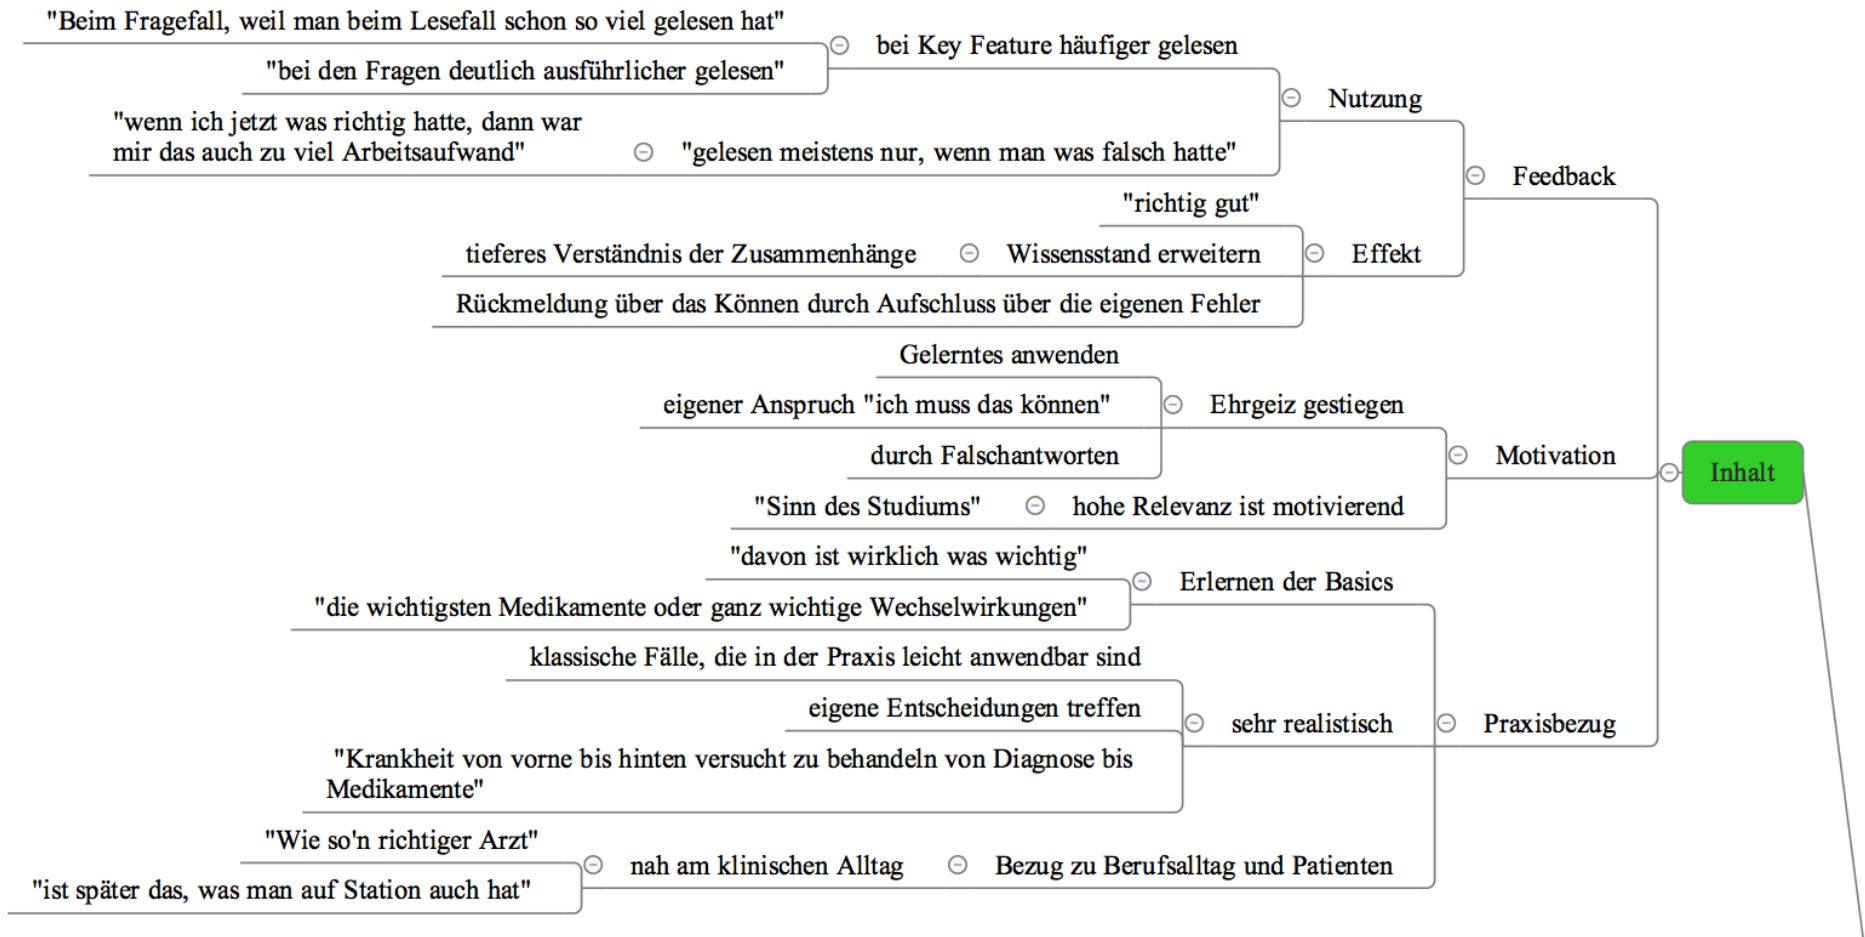 "Beim Fragefall, weil man beim Lesefall schon so viel gelesen hat"
bei Key Feature häufiger gelesen
"bei den Fragen deutlich ausführlicher gelesen"
Nutzung
"wenn ich jetzt was richtig hatte, dann war
mir das auch zu viel Arbeitsaufwand"
"gelesen meistens nur, wenn man was falsch hatte"
Feedback
"richtig gut"
tieferes Verständnis der Zusammenhänge
Wissensstand erweitern
Effekt
Rückmeldung über das Können durch Aufschluss über die eigenen Fehler
Gelerntes anwenden
eigener Anspruch "ich muss das können"
Ehrgeiz gestiegen
durch Falschantworten
Motivation
"Sinn des Studiums"
hohe Relevanz ist motivierend
Inhalt
"davon ist wirklich was wichtig"
Erlernen der Basics
"die wichtigsten Medikamente oder ganz wichtige Wechselwirkungen"
klassische Fälle, die in der Praxis leicht anwendbar sind
eigene Entscheidungen treffen
sehr realistisch
Praxisbezug
"Krankheit von vorne bis hinten versucht zu behandeln von Diagnose bis
Medikamente"
"Wie so'n richtiger Arzt"
nah am klinischen Alltag
Bezug zu Berufsalltag und Patienten
"ist später das, was man auf Station auch hat"